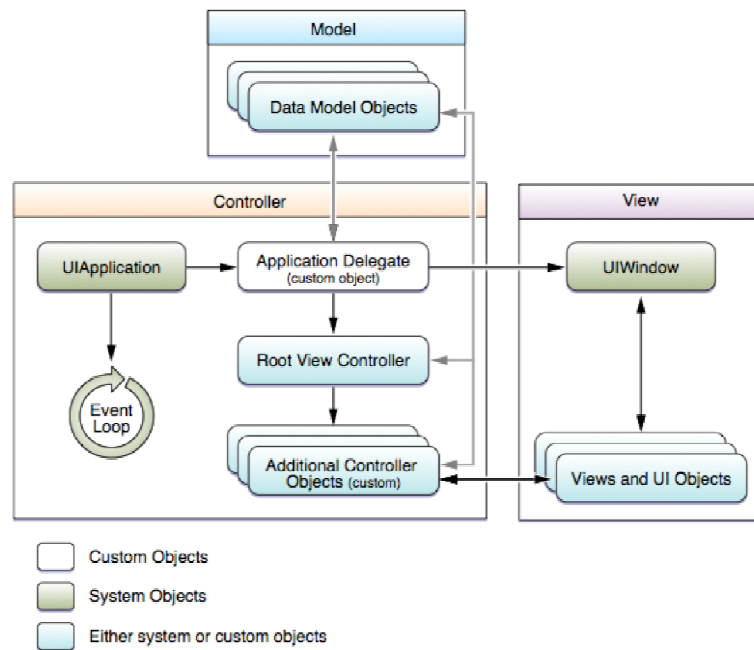 Model
Data Model Objects
Controller
View
UIApplication
Application Delegate
(custom object)
UIWindow
Root View Controller
Event
Loop
Additional Controller
Objects (custom)
Views and UI Objects
Custom Objects
System Objects
Either system or custom objects